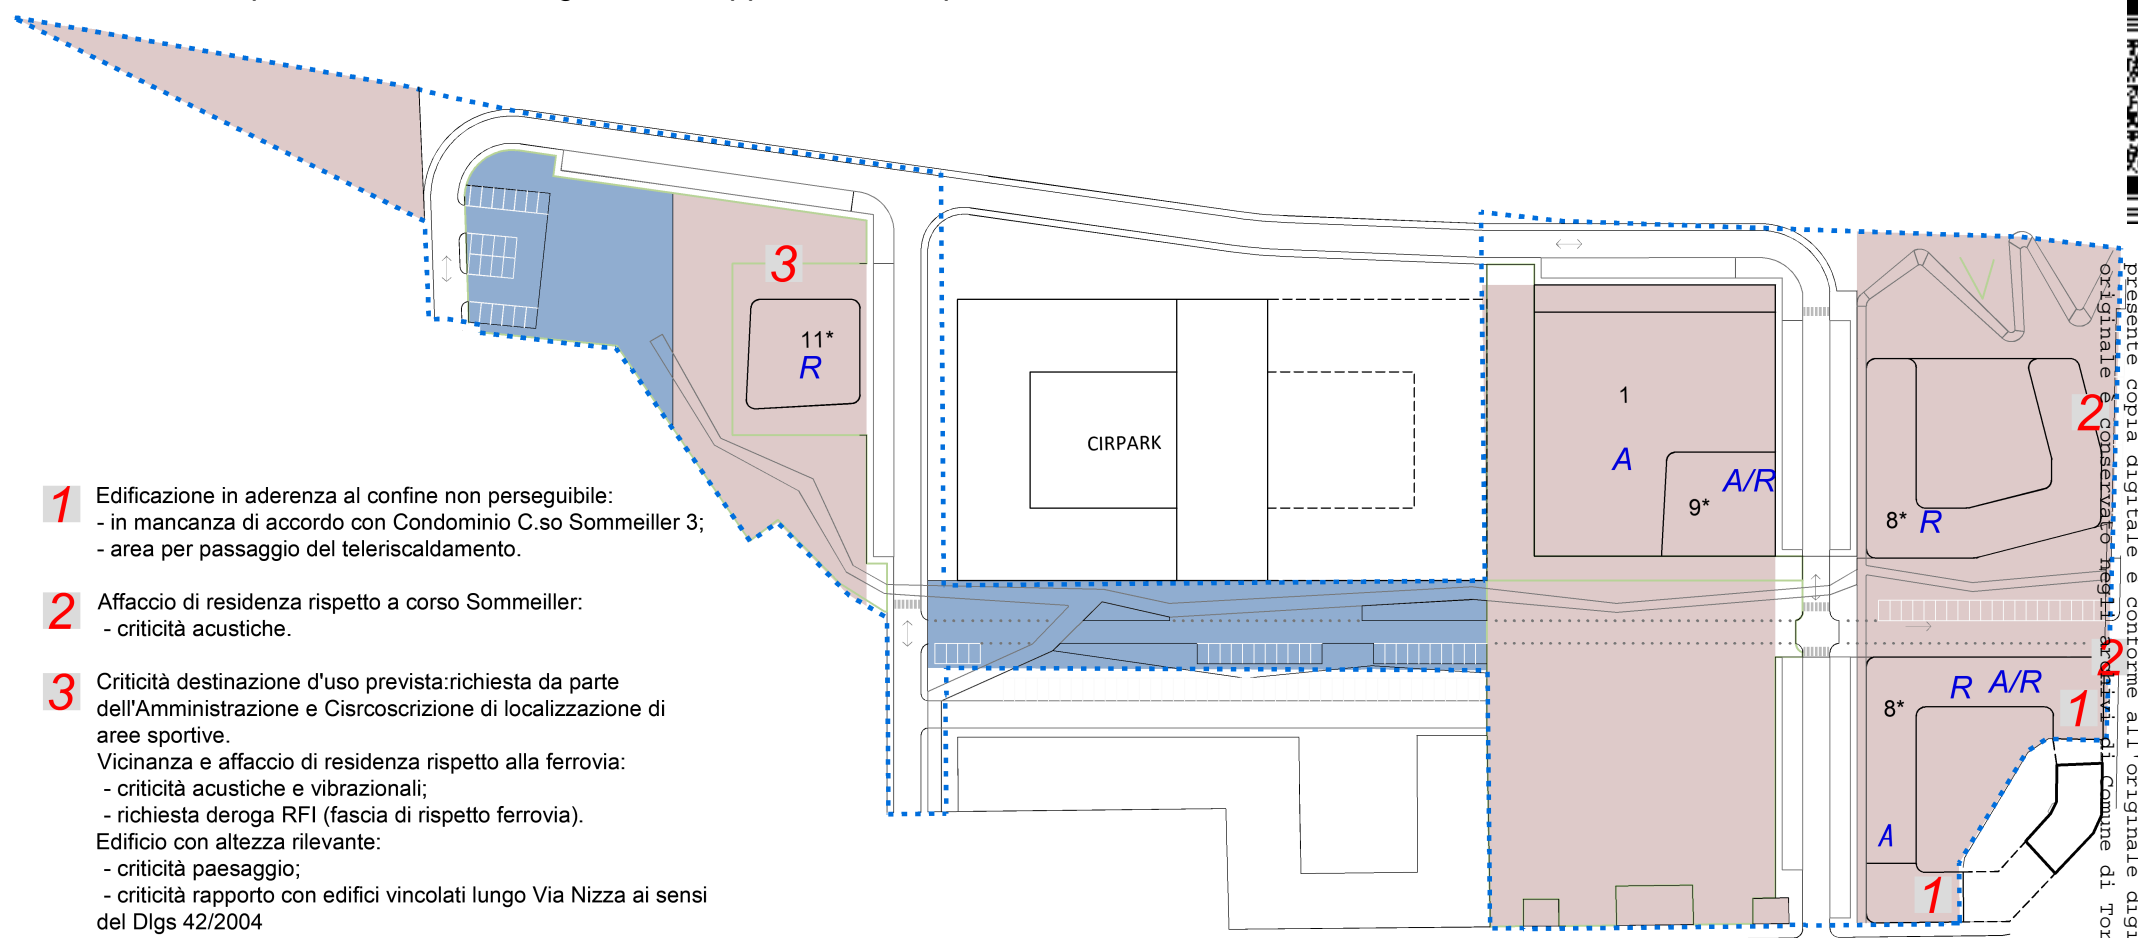 3
11*
R
CIRPARK
1
A
A/R
9*
2
8* R
1 Edificazione in aderenza al confine non perseguibile:
- in mancanza di accordo con Condominio C.so Sommeiller 3;
- area per passaggio del teleriscaldamento.
2 Affaccio di residenza rispetto a corso Sommeiller:
- criticità acustiche.
3 Criticità destinazione d'uso prevista:richiesta da parte
dell'Amministrazione e Cisrcoscrizione di localizzazione di
aree sportive.
Vicinanza e affaccio di residenza rispetto alla ferrovia:
- criticità acustiche e vibrazionali;
- richiesta deroga RFI (fascia di rispetto ferrovia).
Edificio con altezza rilevante:
- criticità paesaggio;
- criticità rapporto con edifici vincolati lungo Via Nizza ai sensi
del Dlgs 42/2004
2
R A/R
8*
1
A
1
presente copia digitale e conforme all'originale digi
originale è conservato negli archivi di Comune di Tor